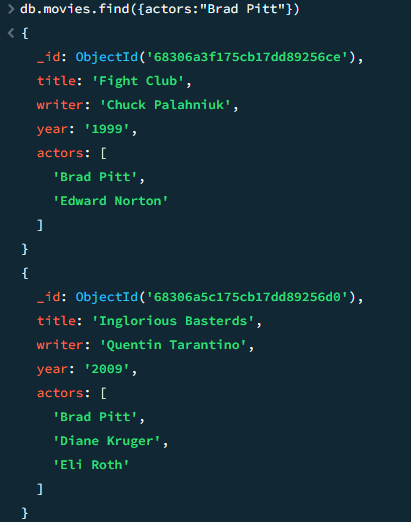 > db.movies.find({actors:"Brad Pitt"})
< {
_id: ObjectId('68306a3f175cb17dd89256ce'),
title: 'Fight Club',
writer: 'Chuck Palahniuk',
year: '1999',
actors: [
'Brad Pitt',
'Edward Norton'
]
}
{
_id: ObjectId('68306a5c175cb17dd89256d0'),
title: 'Inglorious Basterds',
writer: 'Quentin Tarantino',
year: '2009',
actors: [
'Brad Pitt',
'Diane Kruger',
'Eli Roth'
]
}